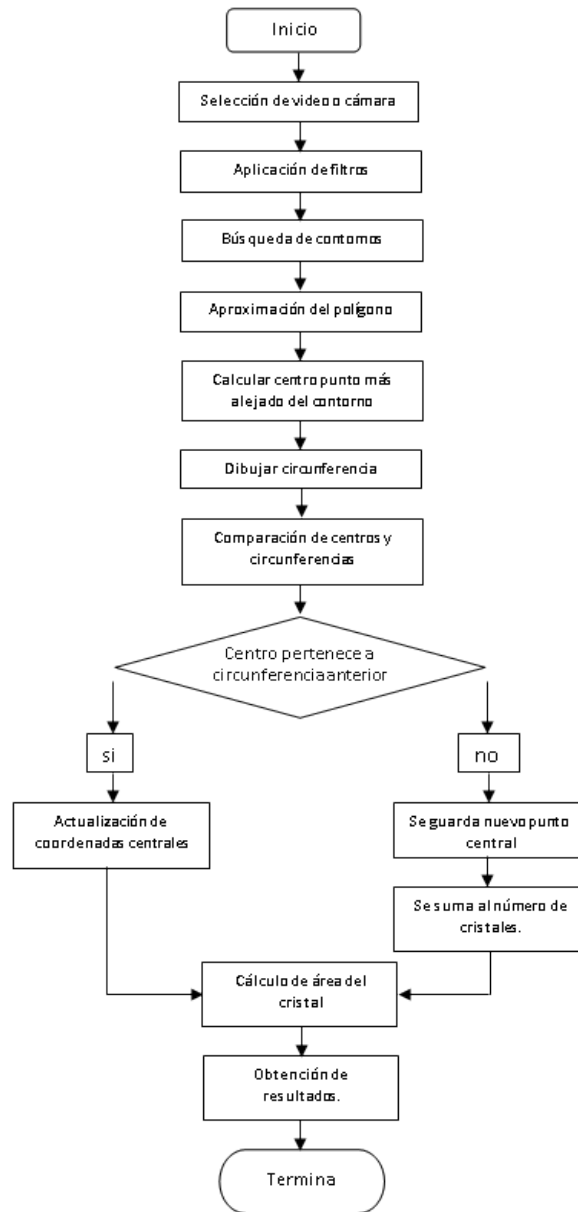 Inicio
Selección de video o cámara
Aplicación de filtros
Búsqueda de contornos
Aproximación del polígono
Calcular centro punto más
alejado del contorno
Dibujar circunferencia
Comparación de centros y
circunferencias
Centro pertenece a
circunferencia anterior
si
no
Actualización de
coordenadas centrales
Se guarda nuevo punto
central
Se suma al número de
cristales.
Cálculo de área del
cristal
Obtención de
resultados.
Termina